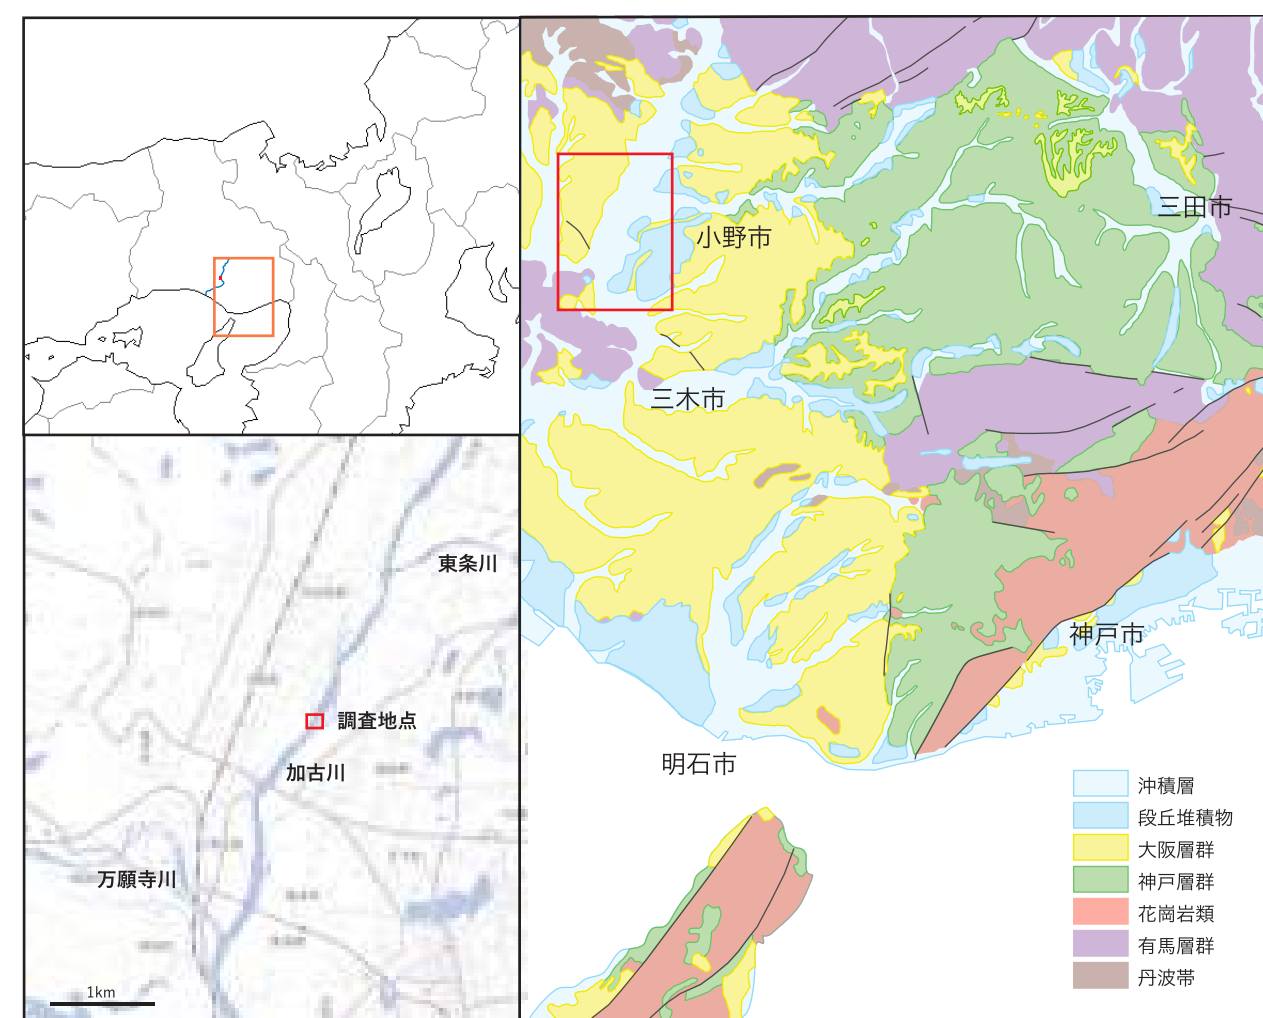 三田市
小野市
三木市
神戸市
明石市
東条川
調査地点
加古川
万願寺川
1km
沖積層
段丘堆積物
大阪層群
神戸層群
花崗岩類
有馬層群
丹波帯